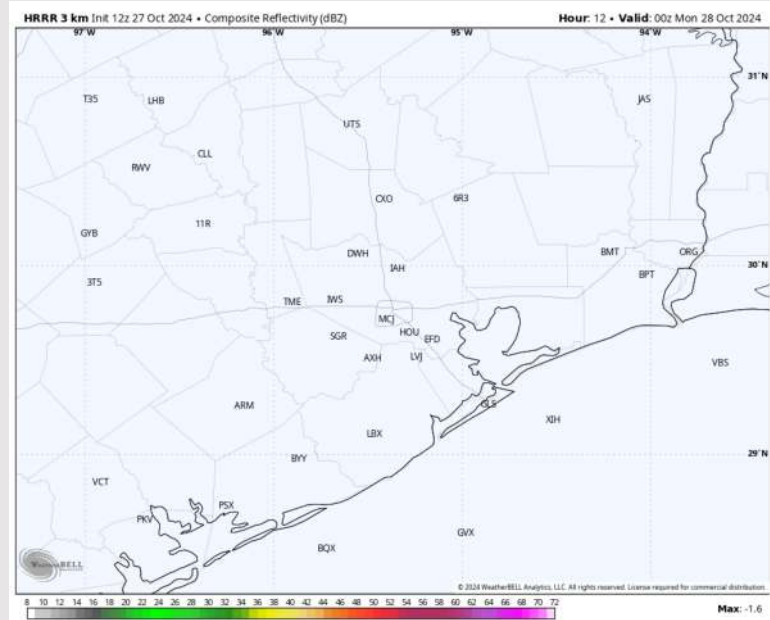 HRRR 3 km Init 12z 27 Oct 2024 • Composite Reflectivity (dBZ) Hour: 12 • Valid: 00z Mon 28 Oct 2024
97°W 96°W 95°W 94°W
31°N
T35 LHB JAS
UTS
CLL
RWV
CXO 6R3
11R
GYB
DWH BMT ORG
IAH 30°N
3T5 BPT
TME IWS
MCJ
SGR HOU EFD
AXH LVJ VBS
ARM GLS
XIH
LBX
BYY 29°N
VCT
PSX
PKV
GVX
BQX
WEATHERBELL
© 2024 WeatherBELL Analytics, LLC. All rights reserved. License required for commercial distribution.
8 10 12 14 16 18 20 22 24 26 28 30 32 34 36 38 40 42 44 46 48 50 52 54 56 58 60 62 64 66 68 70 72 Max: -1.6